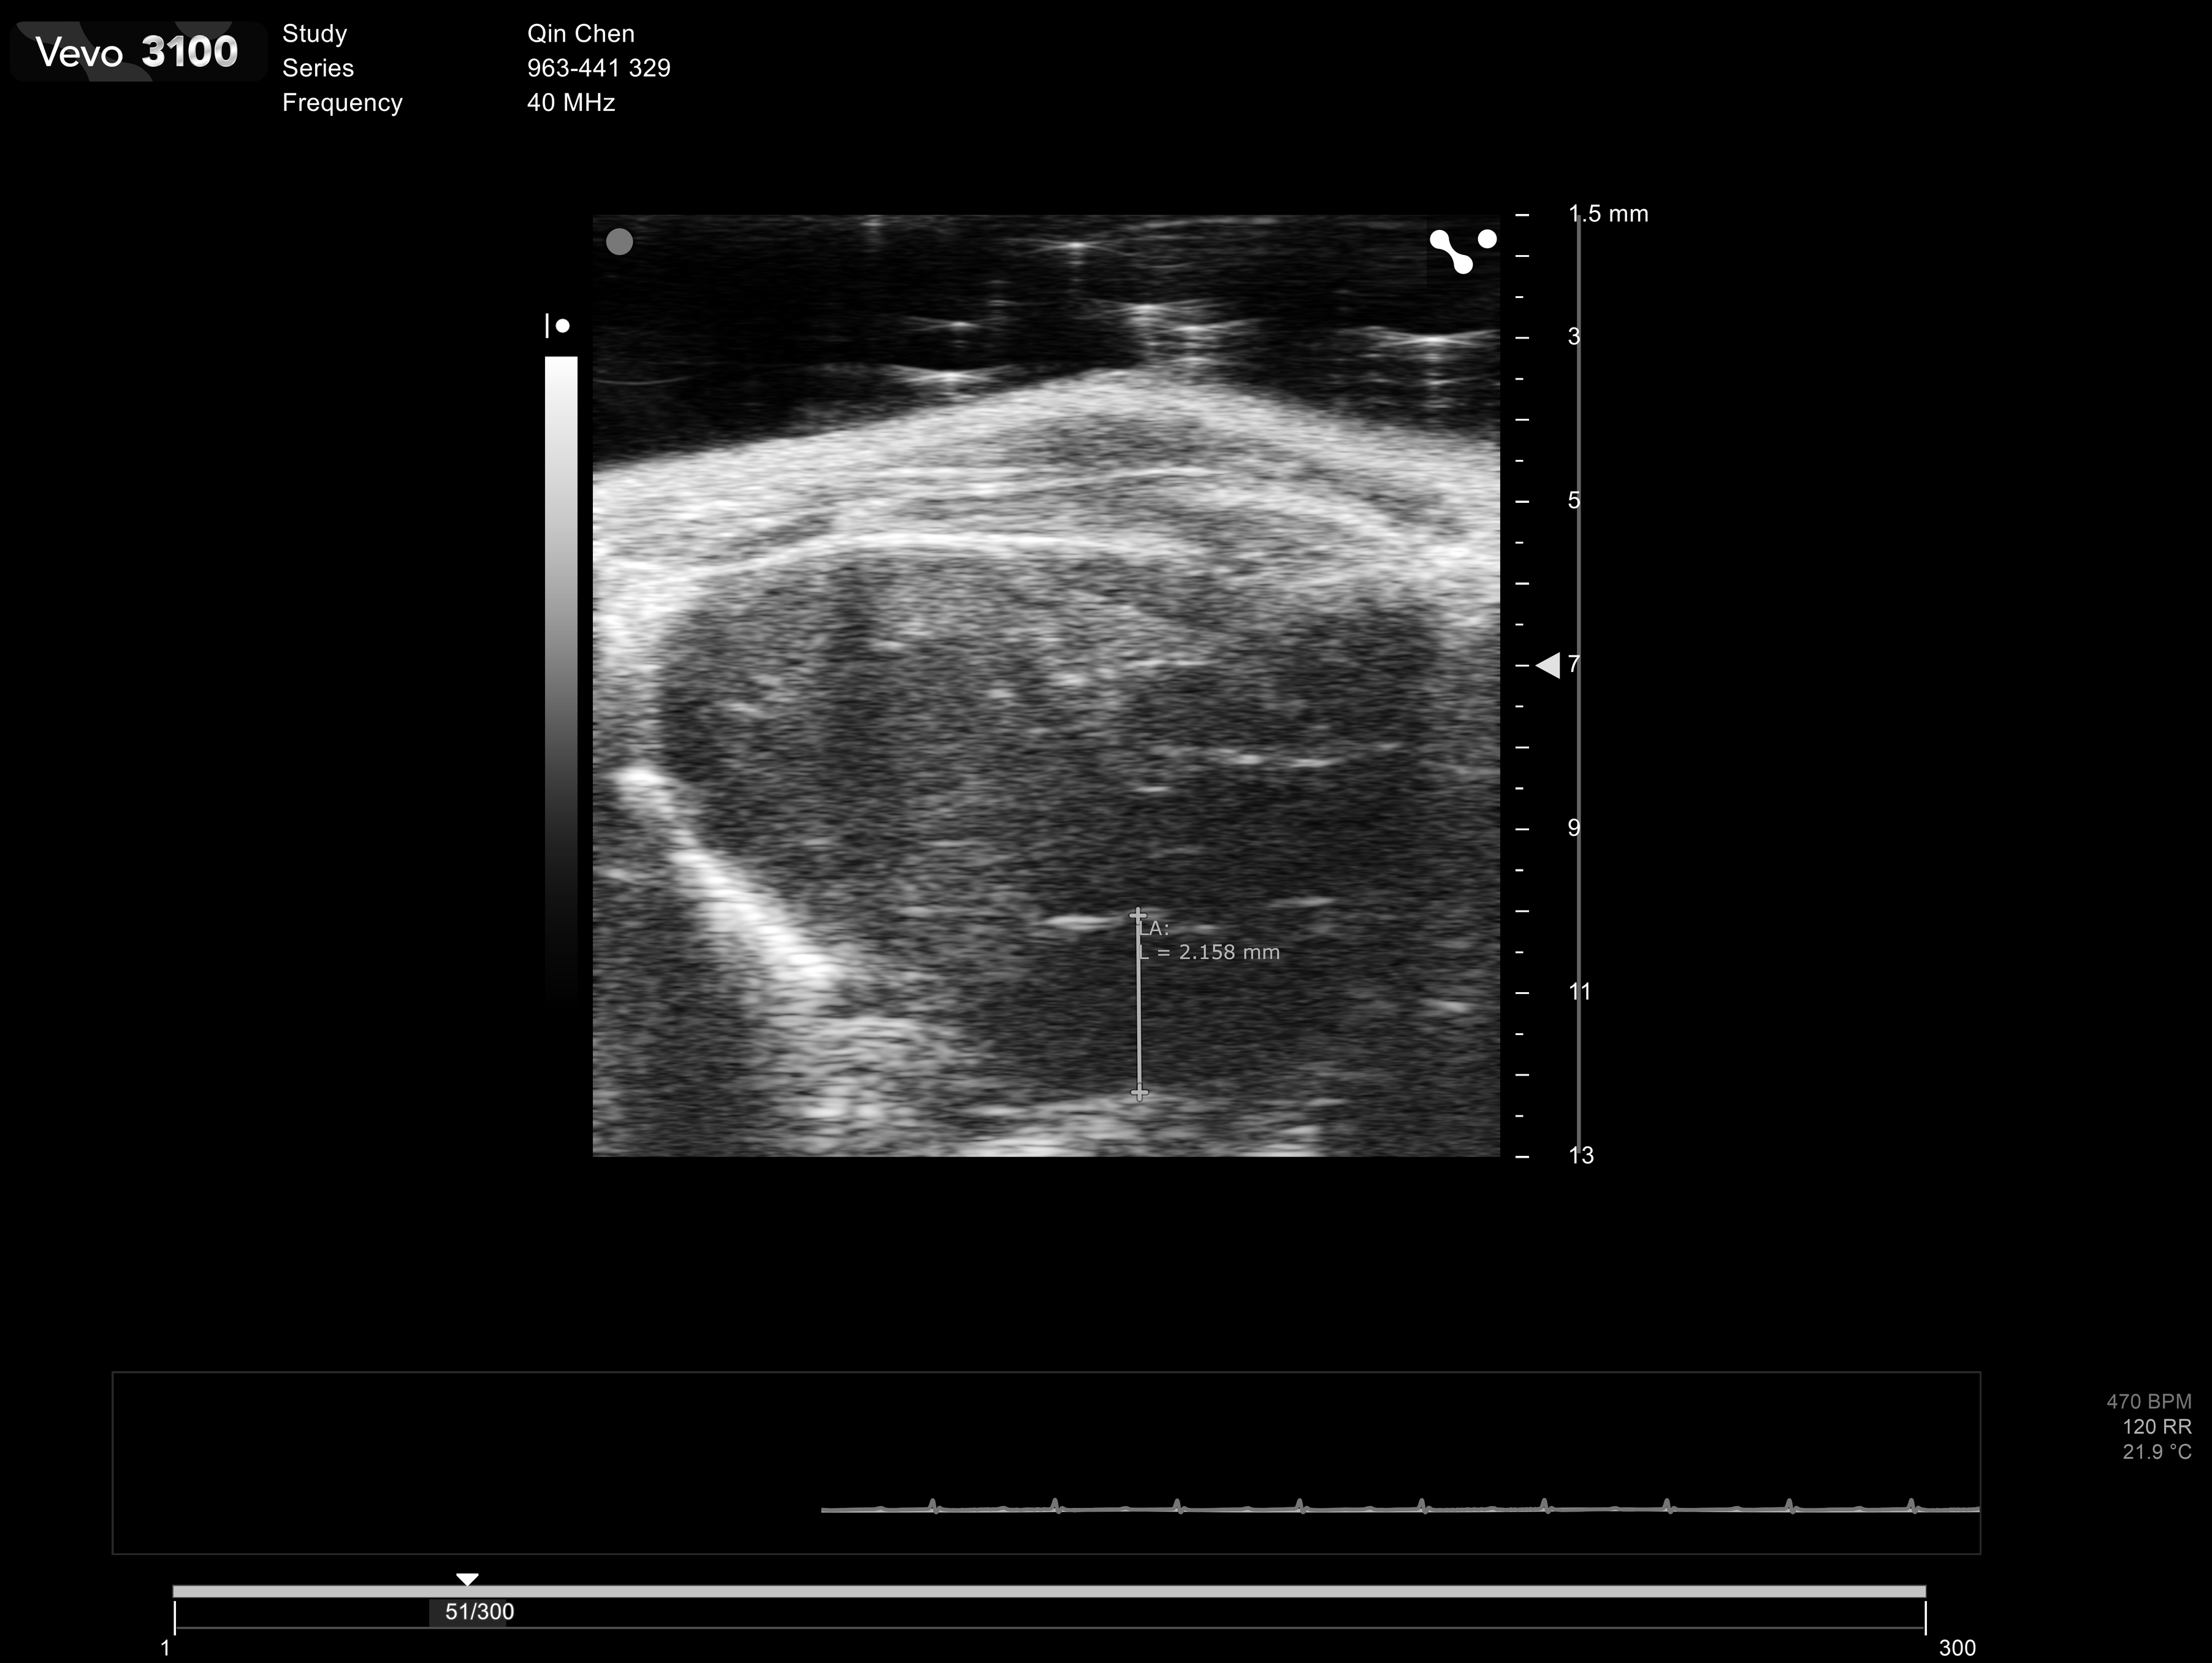 Vevo 3100
Study Qin Chen
Series 963-441 329
Frequency 40 MHz
1.5 mm
3
5
7
9
11
13
LA:
L = 2.158 mm
470 BPM
120 RR
21.9 °C
51/300
1
300